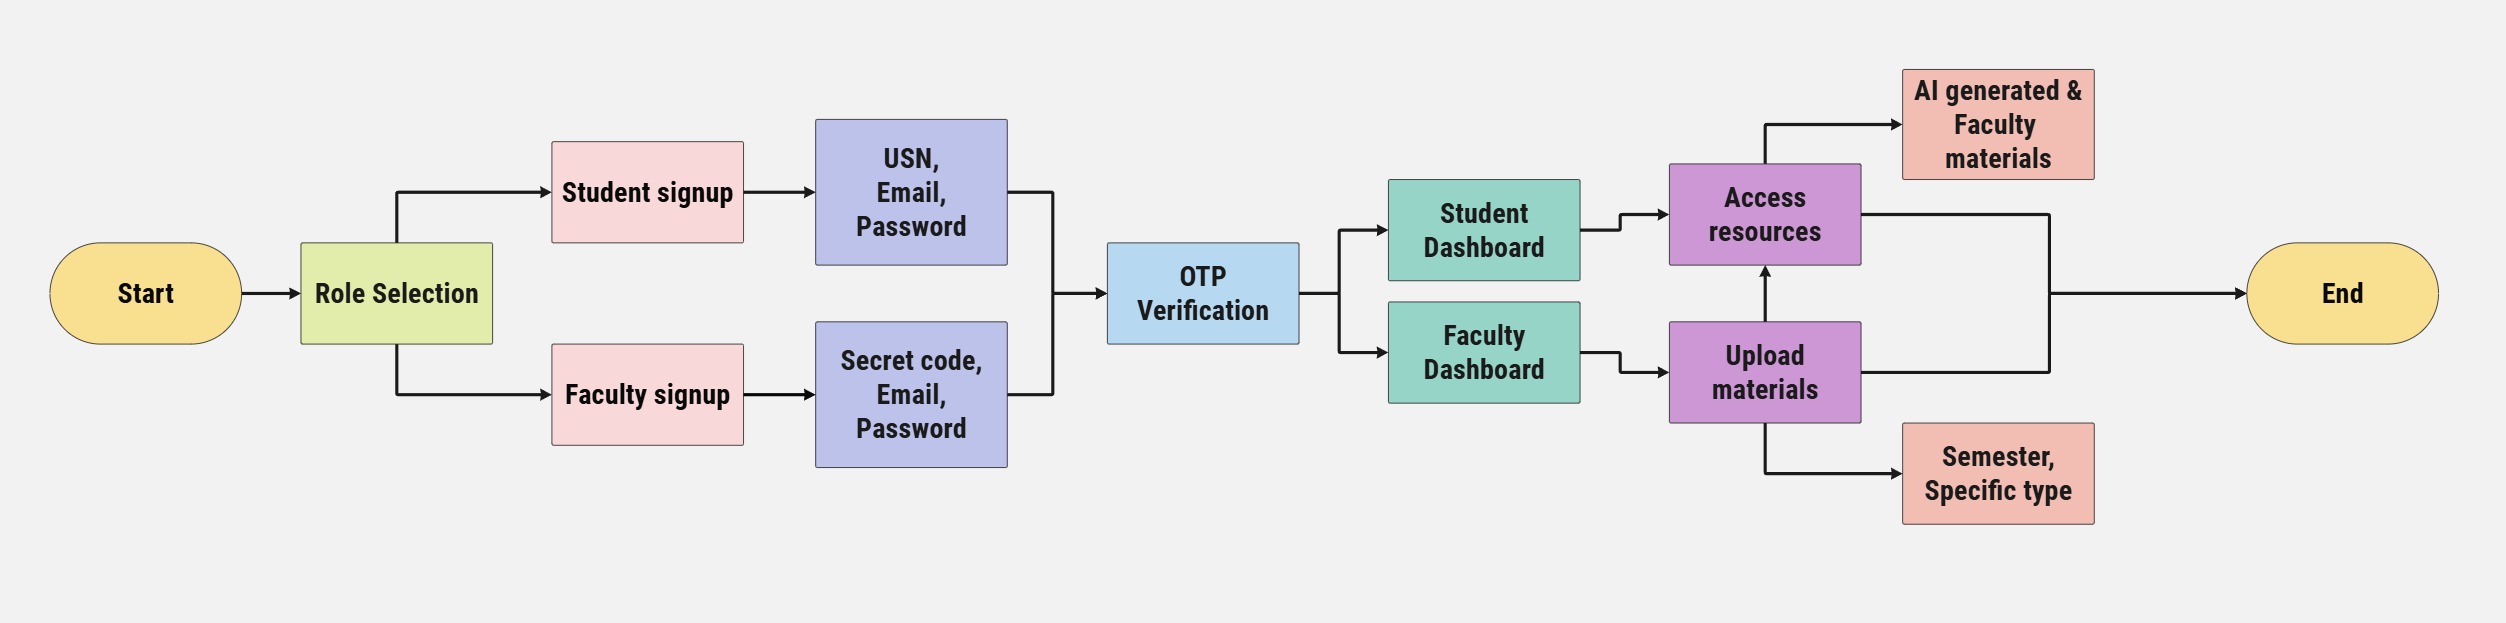 Start
Role Selection
Student signup
Faculty signup
USN,
Email,
Password
Secret code,
Email,
Password
OTP
Verification
Student
Dashboard
Faculty
Dashboard
Access
resources
Upload
materials
AI generated &
Faculty
materials
Semester,
Specific type
End